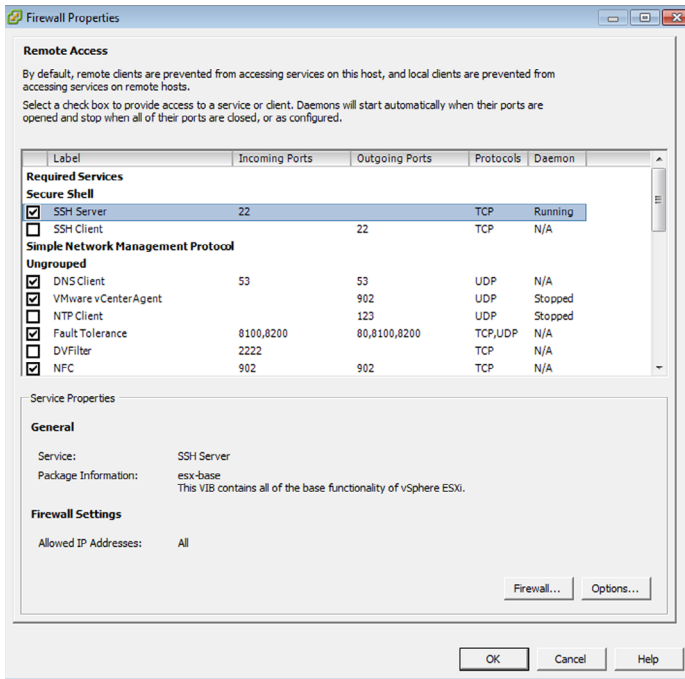 Firewall Properties
Remote Access
By default, remote clients are prevented from accessing services on this host, and local clients are prevented from
accessing services on remote hosts.
Select a check box to provide access to a service or client. Daemons will start automatically when their ports are
opened and stop when all of their ports are closed, or as configured.
Label Incoming Ports Outgoing Ports Protocols Daemon
Required Services
Secure Shell
SSH Server 22 TCP Running
SSH Client 22 TCP N/A
Simple Network Management Protocol
Ungrouped
DNS Client 53 53 UDP N/A
VMware vCenterAgent 902 UDP Stopped
NTP Client 123 UDP Stopped
Fault Tolerance 8100,8200 80,8100,8200 TCP,UDP N/A
DVFilter 2222 TCP N/A
NFC 902 902 TCP N/A
Service Properties
General
Service: SSH Server
Package Information: esx-base
This VIB contains all of the base functionality of vSphere ESXi.
Firewall Settings
Allowed IP Addresses: All
Firewall... Options...
OK Cancel Help